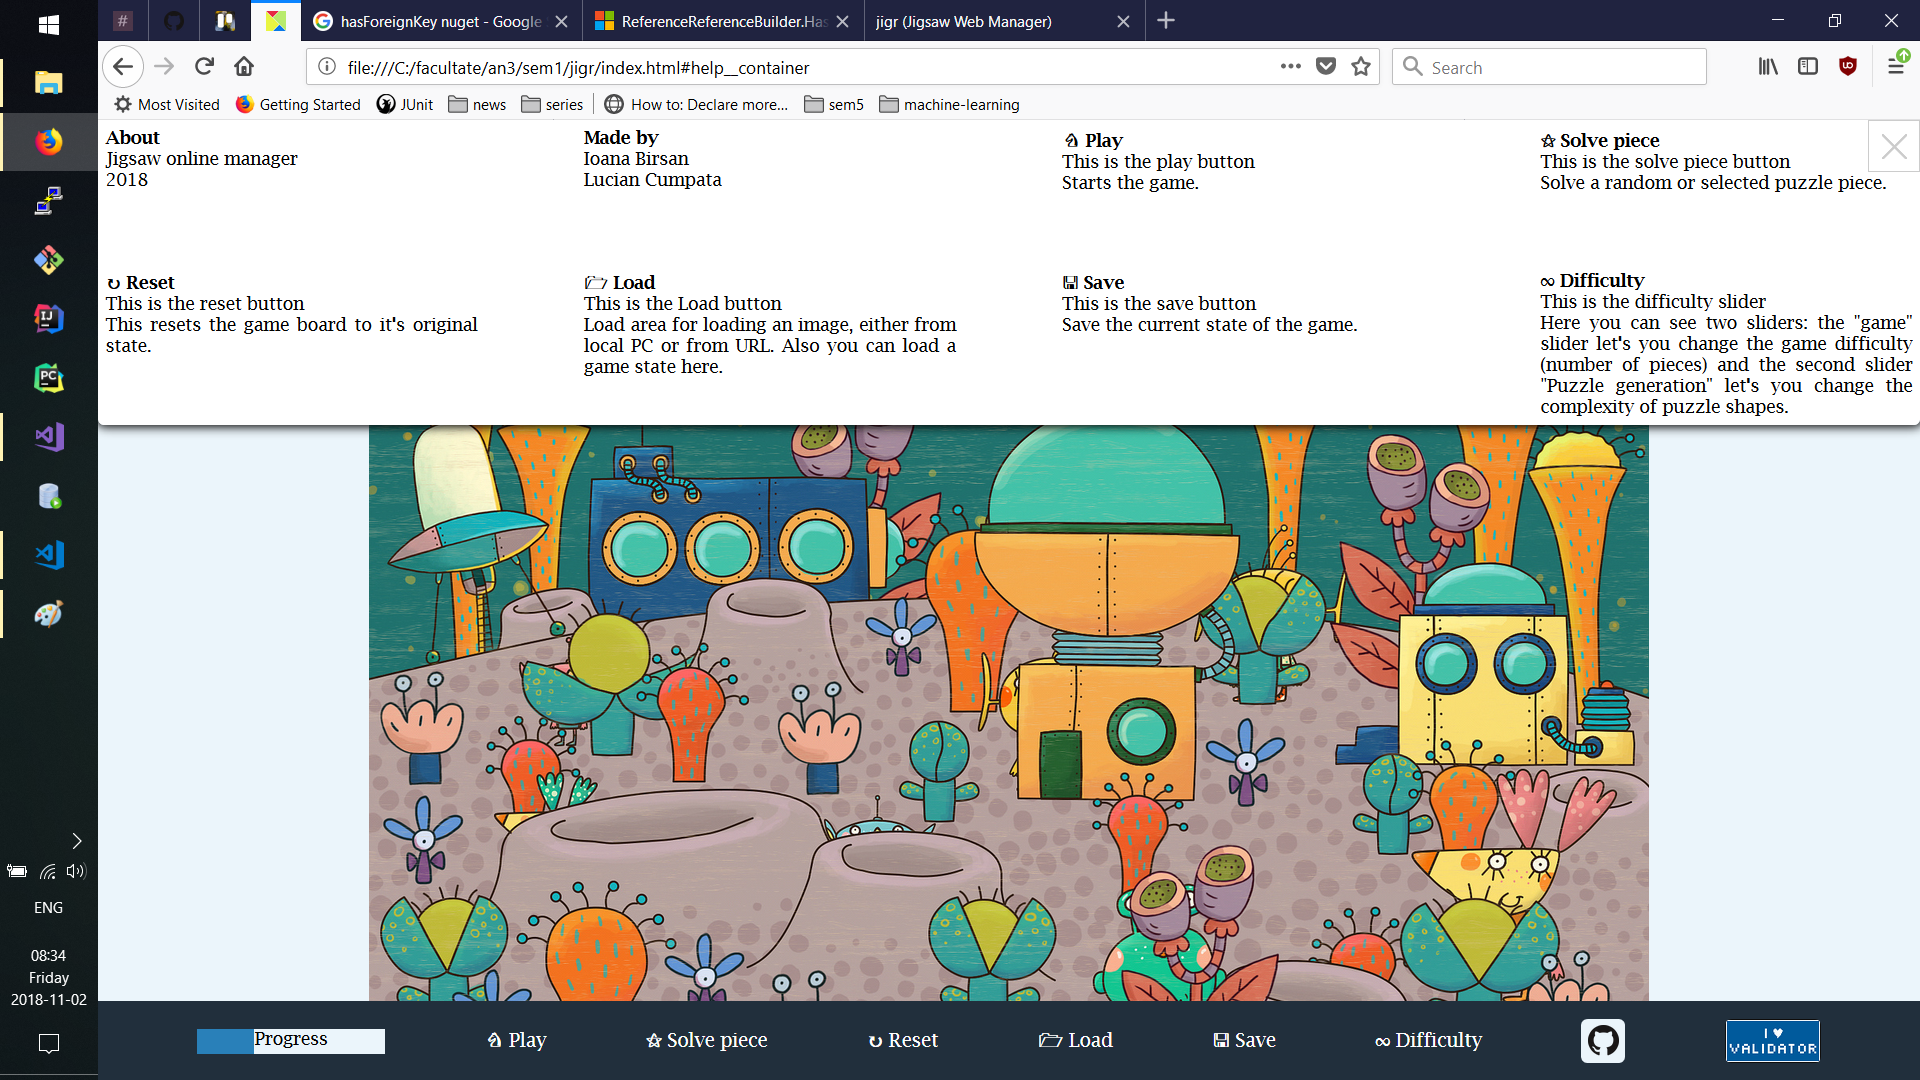 hasForeignKey nuget - Google
ReferenceReferenceBuilder.Has
jigr (Jigsaw Web Manager)
file:///C:/facultate/an3/sem1/jigr/index.html#help__container
Search
Most Visited
Getting Started
JUnit
news
series
How to: Declare more...
sem5
machine-learning
About
Jigsaw online manager
2018
Made by
Ioana Birsan
Lucian Cumpata
Play
This is the play button
Starts the game.
Solve piece
This is the solve piece button
Solve a random or selected puzzle piece.
↻ Reset
This is the reset button
This resets the game board to it's original
state.
Load
This is the Load button
Load area for loading an image, either from
local PC or from URL. Also you can load a
game state here.
Save
This is the save button
Save the current state of the game.
∞ Difficulty
This is the difficulty slider
Here you can see two sliders: the "game"
slider let's you change the game difficulty
(number of pieces) and the second slider
"Puzzle generation" let's you change the
complexity of puzzle shapes.
Progress
Play
Solve piece
↻ Reset
Load
Save
∞ Difficulty
I ♥
VALIDATOR
ENG
08:34
Friday
2018-11-02
IJ
PC